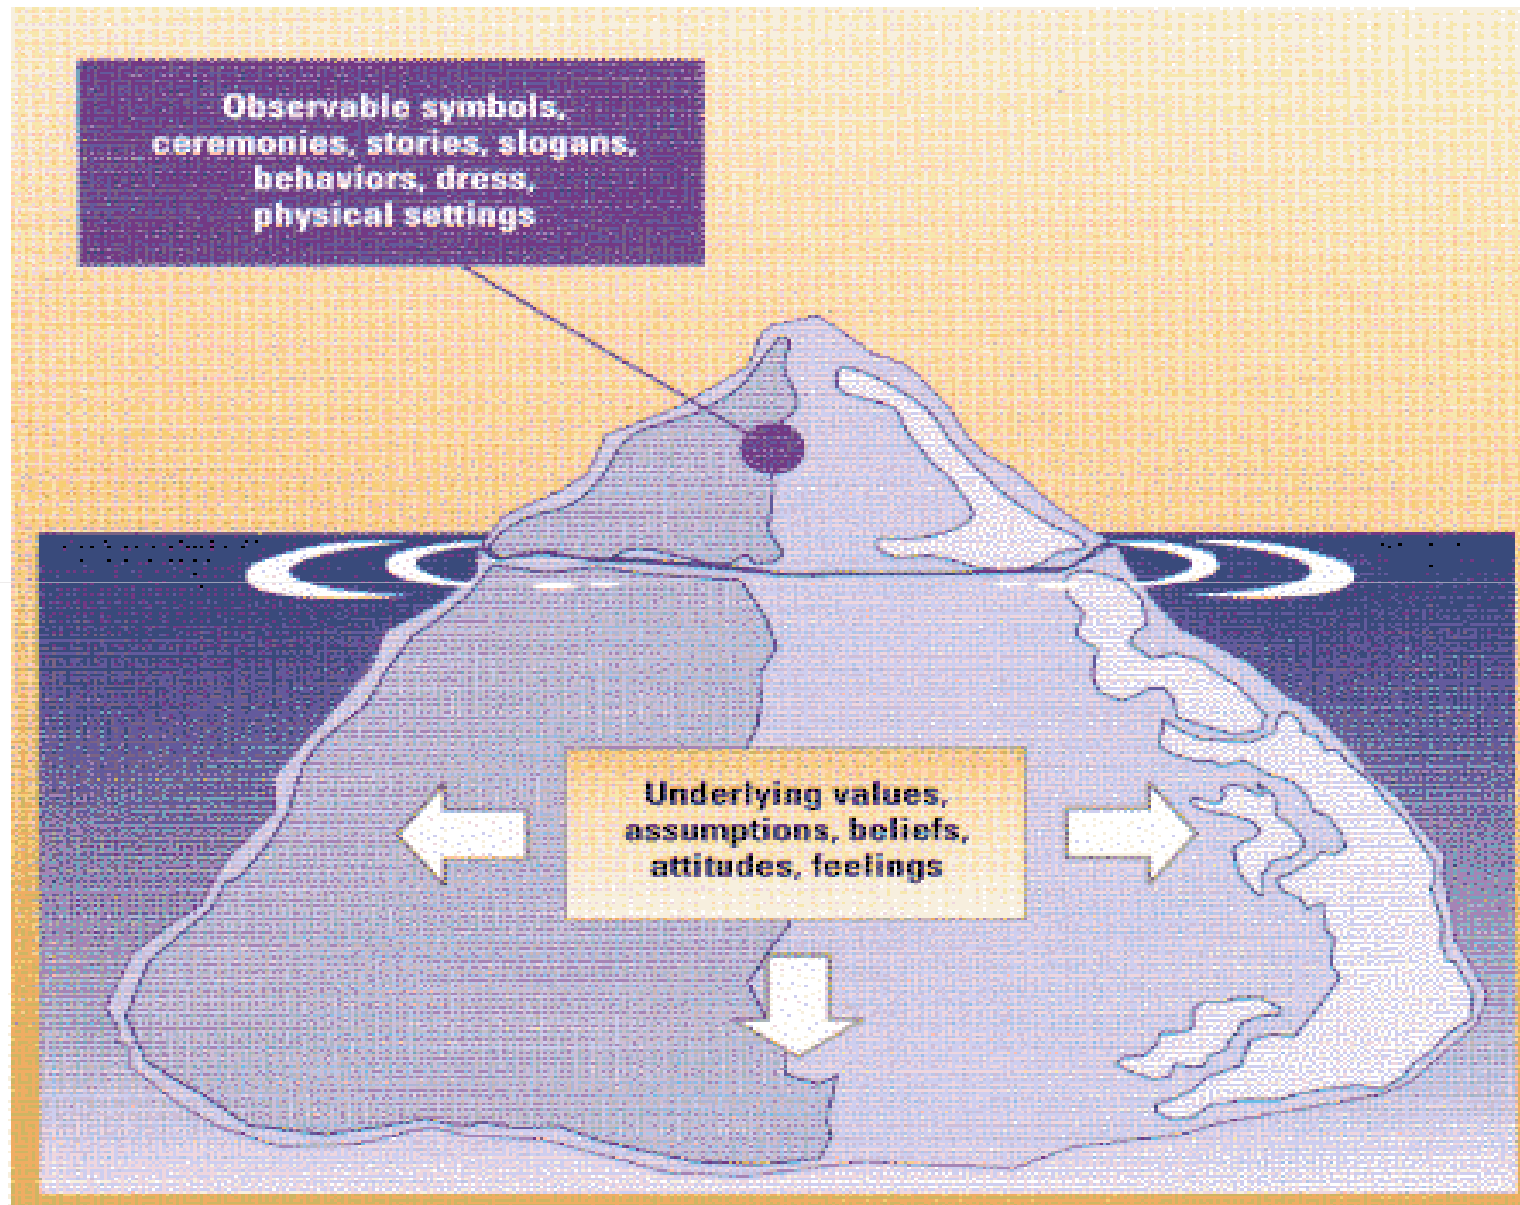 Observable symbols,
ceremonies, stories, slogans,
behaviors, dress,
physical settings
Underlying values,
assumptions, beliefs,
attitudes, feelings